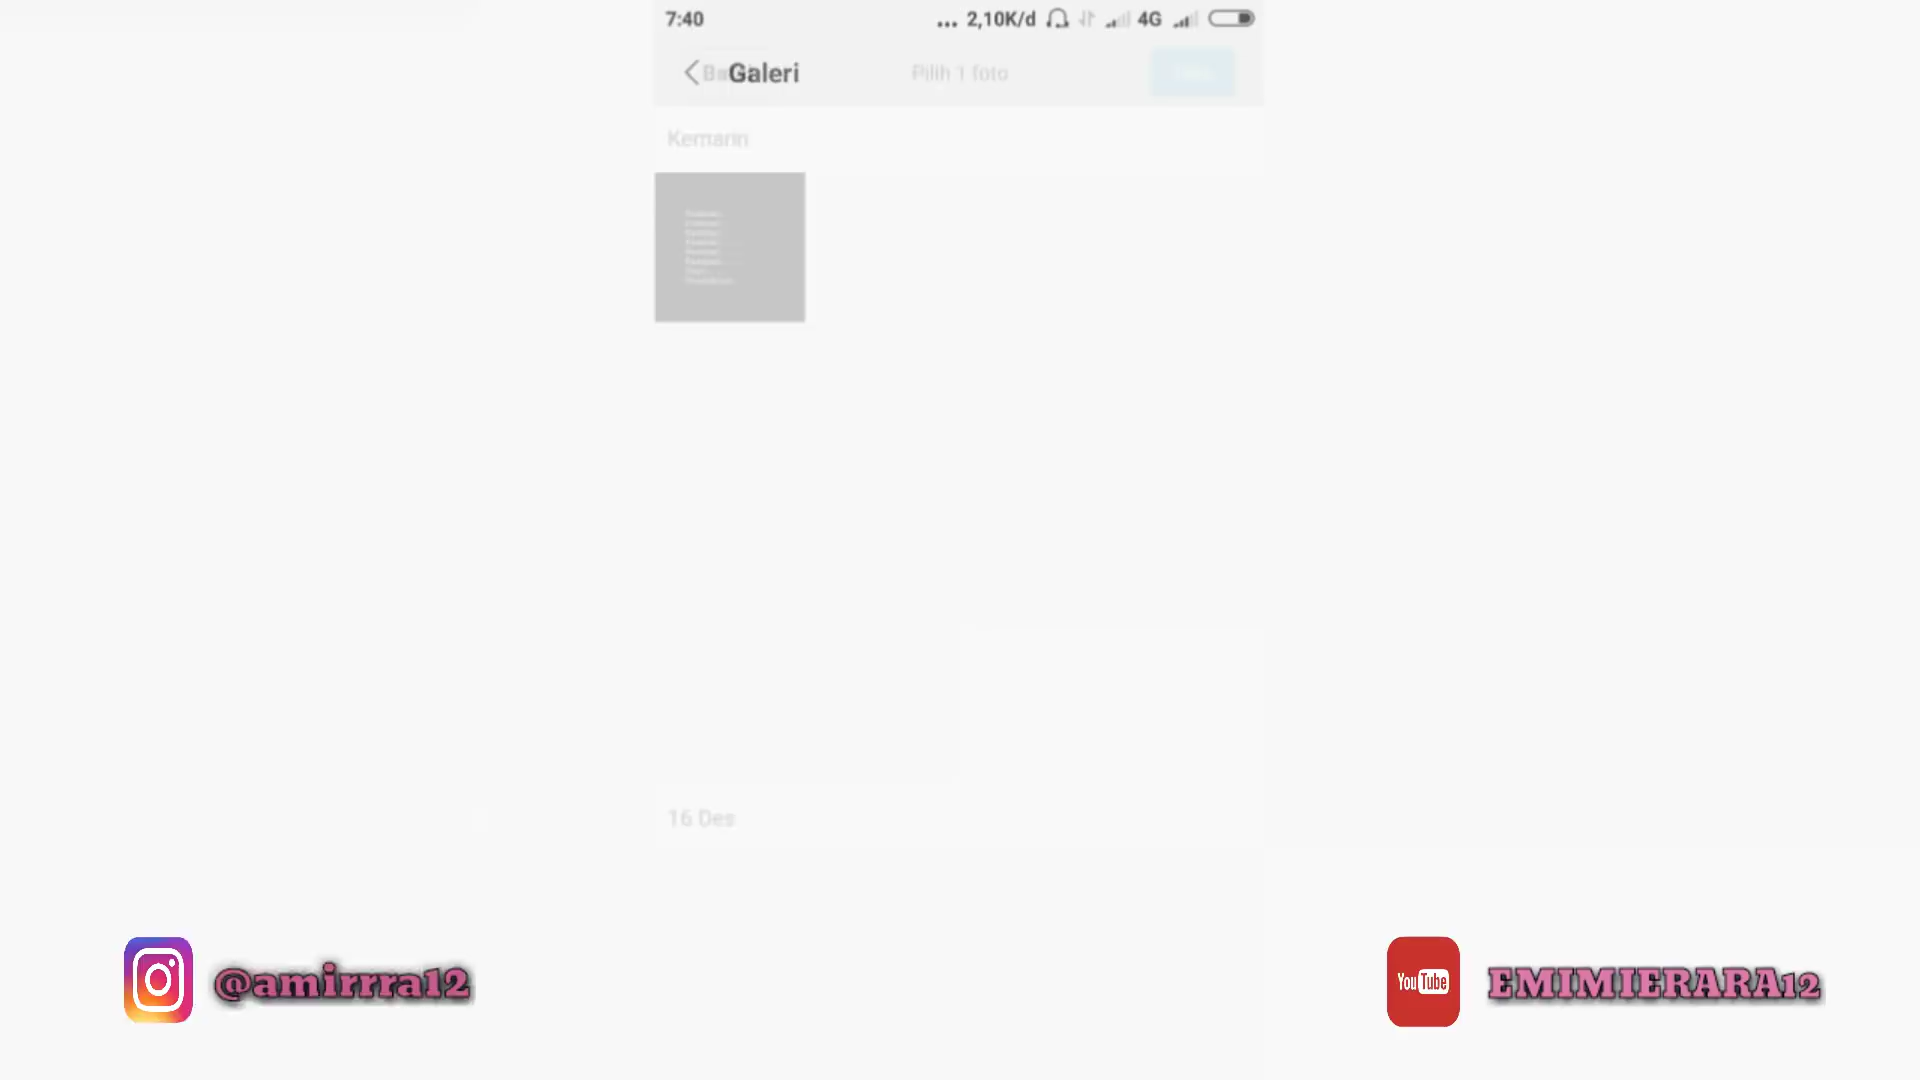 7:40
... 2,10K/d 4G
Galeri
Pilih 1 foto
Kemarin
16 Des
@amirrra12
You Tube
EMIMIERARA12